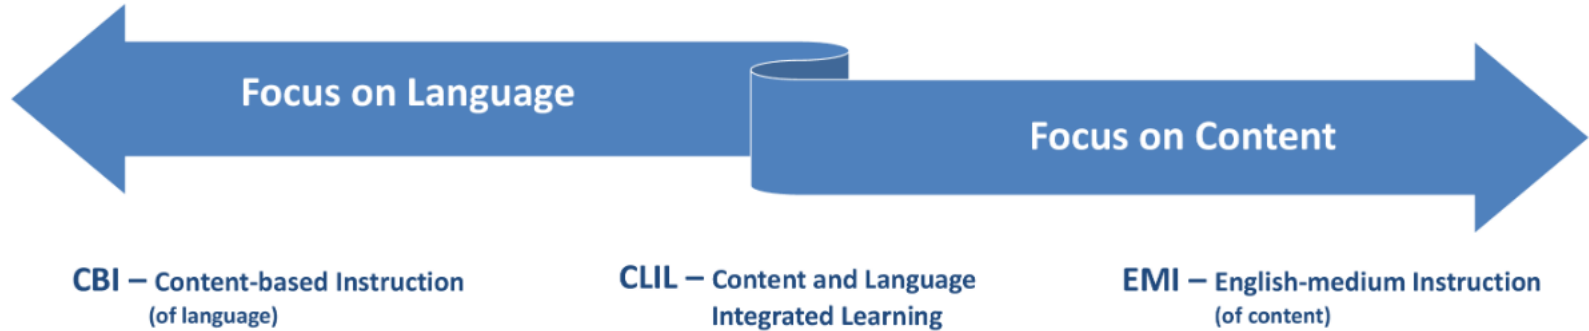 Focus on Language
Focus on Content
CBI – Content-based Instruction
(of language)
CLIL – Content and Language
Integrated Learning
EMI – English-medium Instruction
(of content)